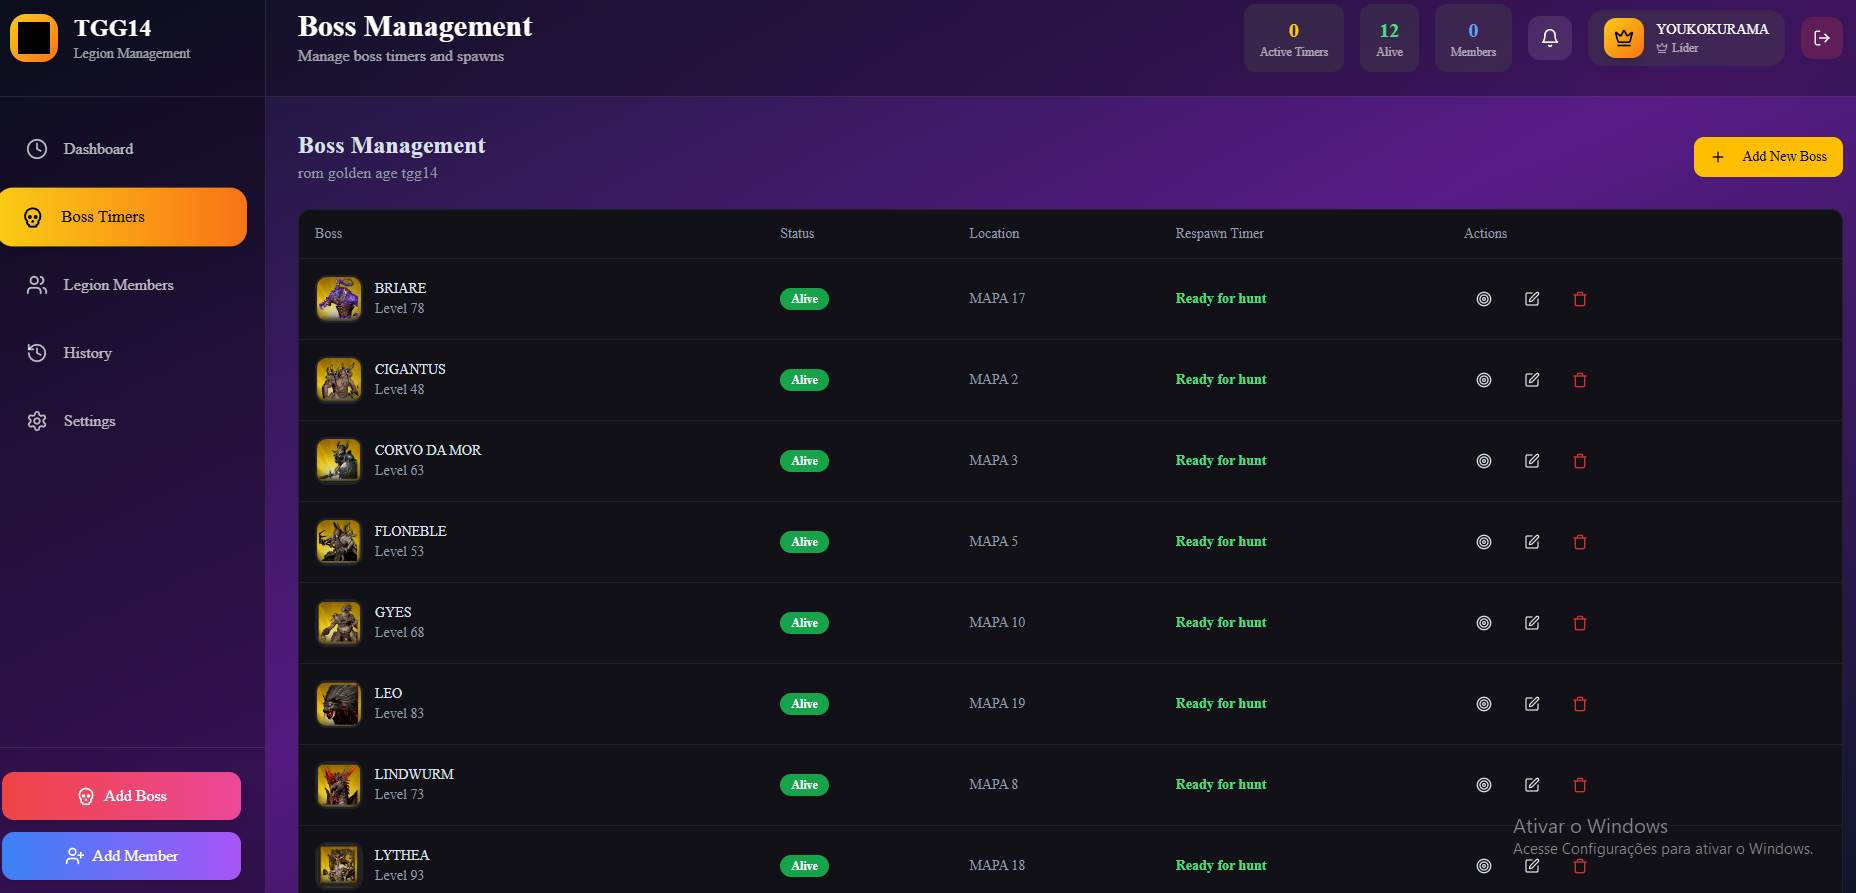 TGG14
Legion Management
Boss Management
Manage boss timers and spawns
0
Active Timers
12
Alive
0
Members
YOUKOKURAMA
Líder
Dashboard
Boss Timers
Legion Members
History
Settings
Add Boss
Add Member
Boss Management
rom golden age tgg14
Add New Boss
Boss Status Location Respawn Timer Actions
BRIARE
Level 78
Alive MAPA 17 Ready for hunt
CIGANTUS
Level 48
Alive MAPA 2 Ready for hunt
CORVO DA MOR
Level 63
Alive MAPA 3 Ready for hunt
FLONEBLE
Level 53
Alive MAPA 5 Ready for hunt
GYES
Level 68
Alive MAPA 10 Ready for hunt
LEO
Level 83
Alive MAPA 19 Ready for hunt
LINDWURM
Level 73
Alive MAPA 8 Ready for hunt
LYTHEA
Level 93
Alive MAPA 18 Ready for hunt
Ativar o Windows
Acesse Configurações para ativar o Windows.